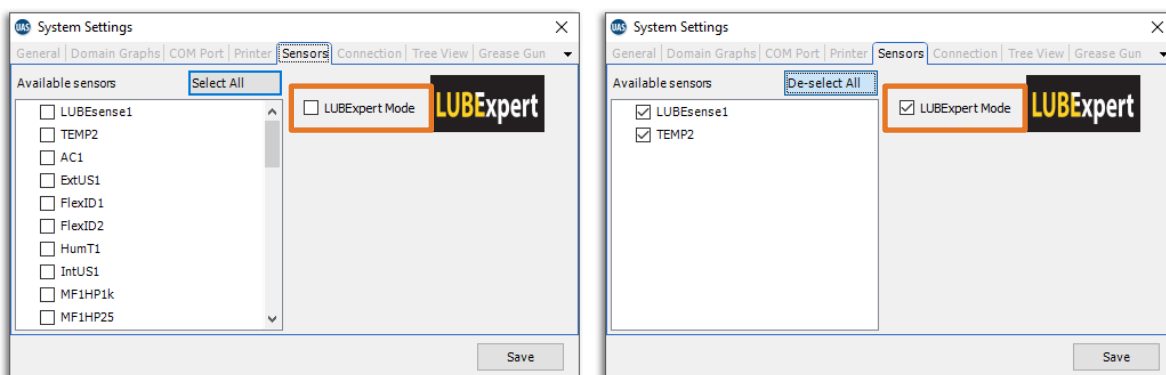 UAS System Settings
General Domain Graphs COM Port Printer Sensors Connection Tree View Grease Gun
Available sensors Select All
LUBExpert Mode LUBExpert
LUBEsense1
TEMP2
AC1
ExtUS1
FlexID1
FlexID2
HumT1
IntUS1
MF1HP1k
MF1HP25
Save
UAS System Settings
General Domain Graphs COM Port Printer Sensors Connection Tree View Grease Gun
Available sensors De-select All
LUBExpert Mode LUBExpert
LUBEsense1
TEMP2
Save